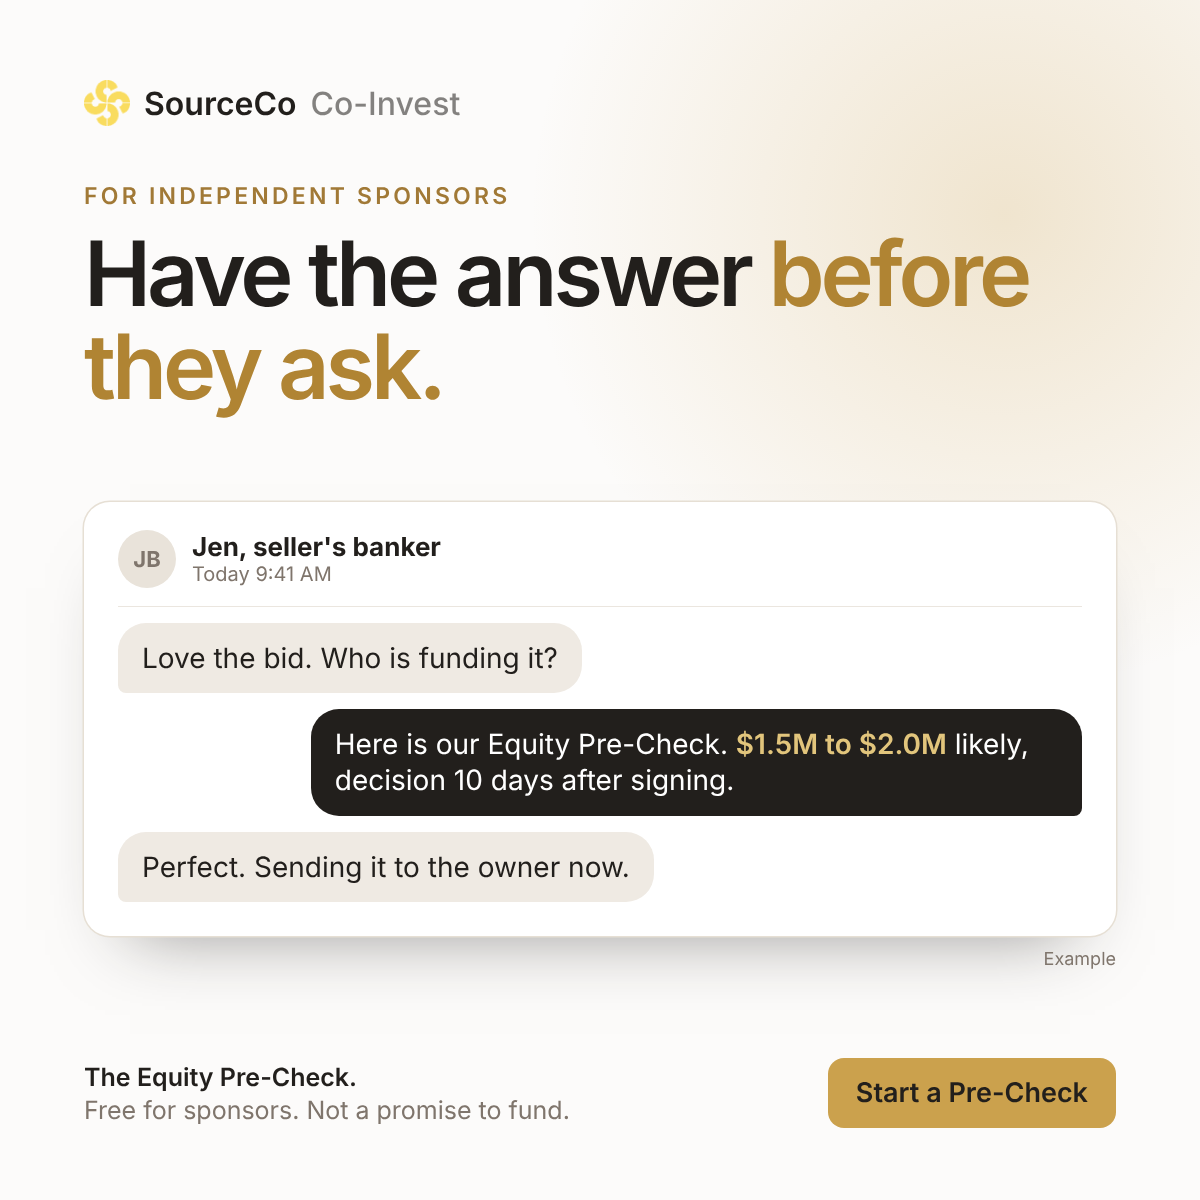 SourceCo Co-Invest
FOR INDEPENDENT SPONSORS
Have the answer before
they ask.
JB
Jen, seller's banker
Today 9:41 AM
Love the bid. Who is funding it?
Here is our Equity Pre-Check. $1.5M to $2.0M likely,
decision 10 days after signing.
Perfect. Sending it to the owner now.
Example
The Equity Pre-Check.
Free for sponsors. Not a promise to fund.
Start a Pre-Check